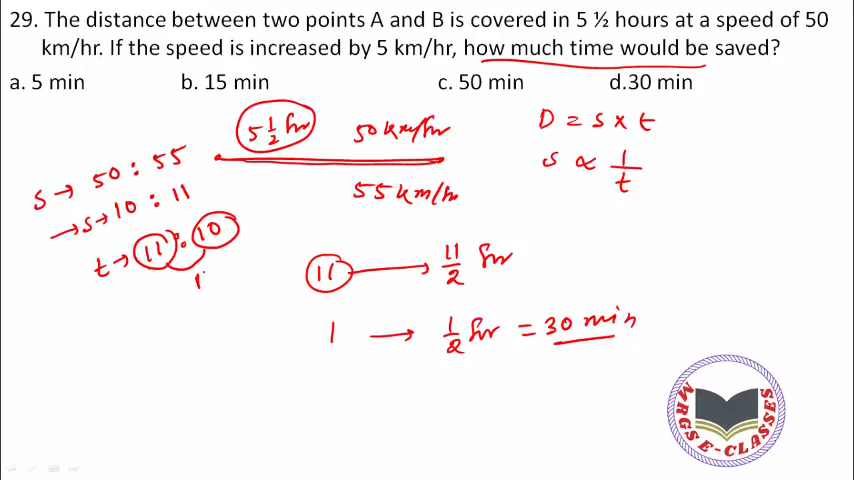 29. The distance between two points A and B is covered in 5 ½ hours at a speed of 50
km/hr. If the speed is increased by 5 km/hr, how much time would be saved?
a. 5 min b. 15 min c. 50 min d.30 min
5 1/2 hr 50 km/hr D = s × t
s → 50 : 55 55 km/hr s ∝ 1/t
→ s → 10 : 11
t → 11 : 10
1
11 → 11/2 hr
1 → 1/2 hr = 30 min
MRGS E-CLASSES